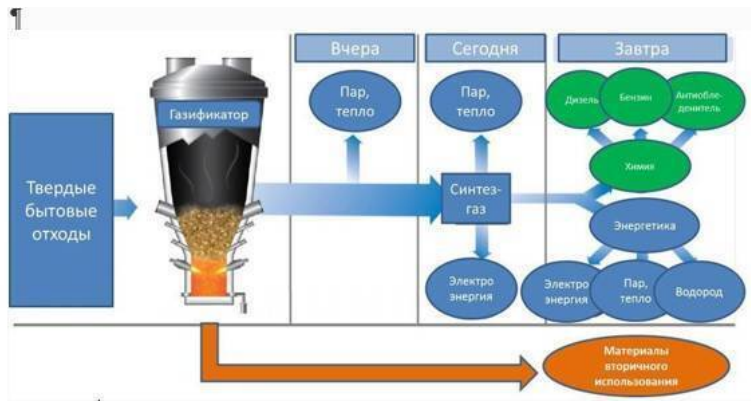 ¶
Вчера
Сегодня
Завтра
Газификатор
Твердые
бытовые
отходы
Пар,
тепло
Пар,
тепло
Синтез-
газ
Электро
энергия
Дизель
Бензин
Антиобле-
денитель
Химия
Энергетика
Электро
энергия
Пар,
тепло
Водород
Материалы
вторичного
использования